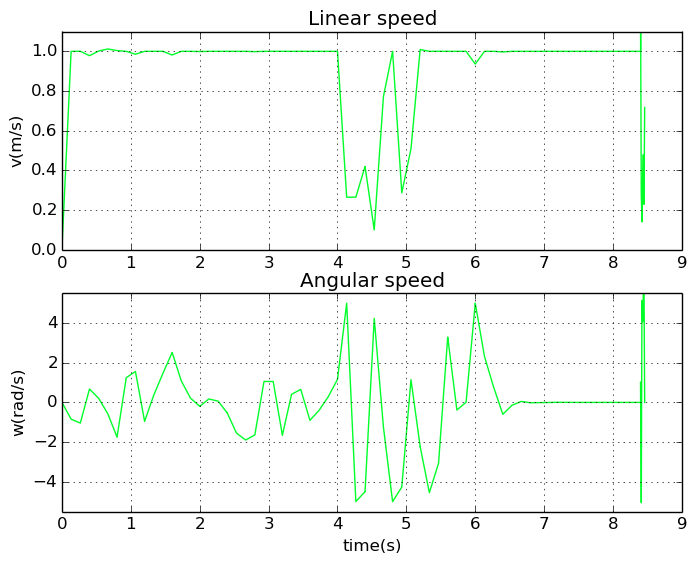 Linear speed
v(m/s)
1.0
0.8
0.6
0.4
0.2
0.0
0 1 2 3 4 5 6 7 8 9
Angular speed
w(rad/s)
4
2
0
−2
−4
0 1 2 3 4 5 6 7 8 9
time(s)